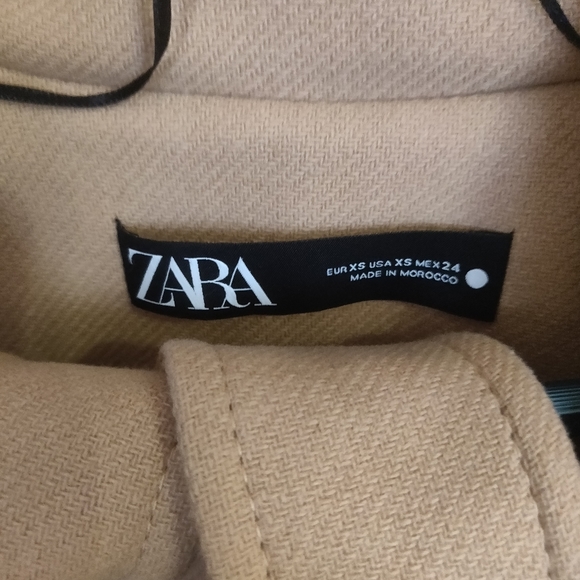 ZARA
EUR XS USA XS MEX 24
MADE IN MOROCCO